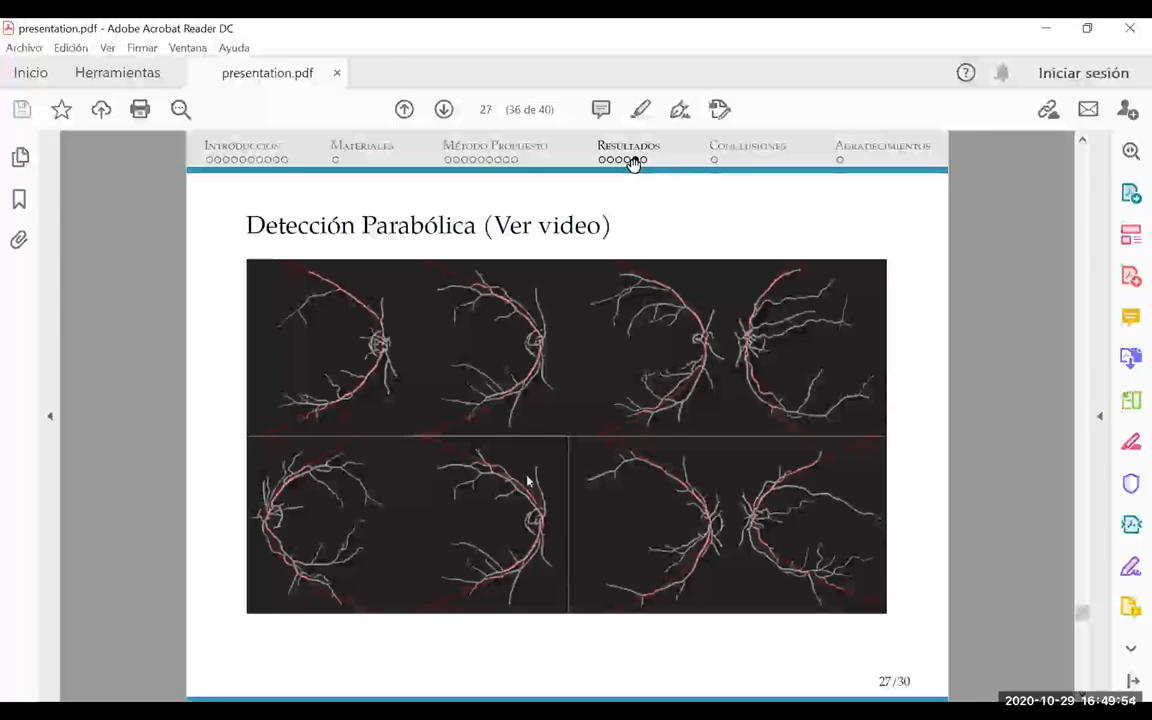 presentation.pdf - Adobe Acrobat Reader DC
Archivo Edición Ver Firmar Ventana Ayuda
Inicio Herramientas presentation.pdf × Iniciar sesión
27 (36 de 40)
Introducción Materiales Método Propuesto Resultados Conclusiones Agradecimientos
Detección Parabólica (Ver video)
27/30
2020-10-29 16:49:54